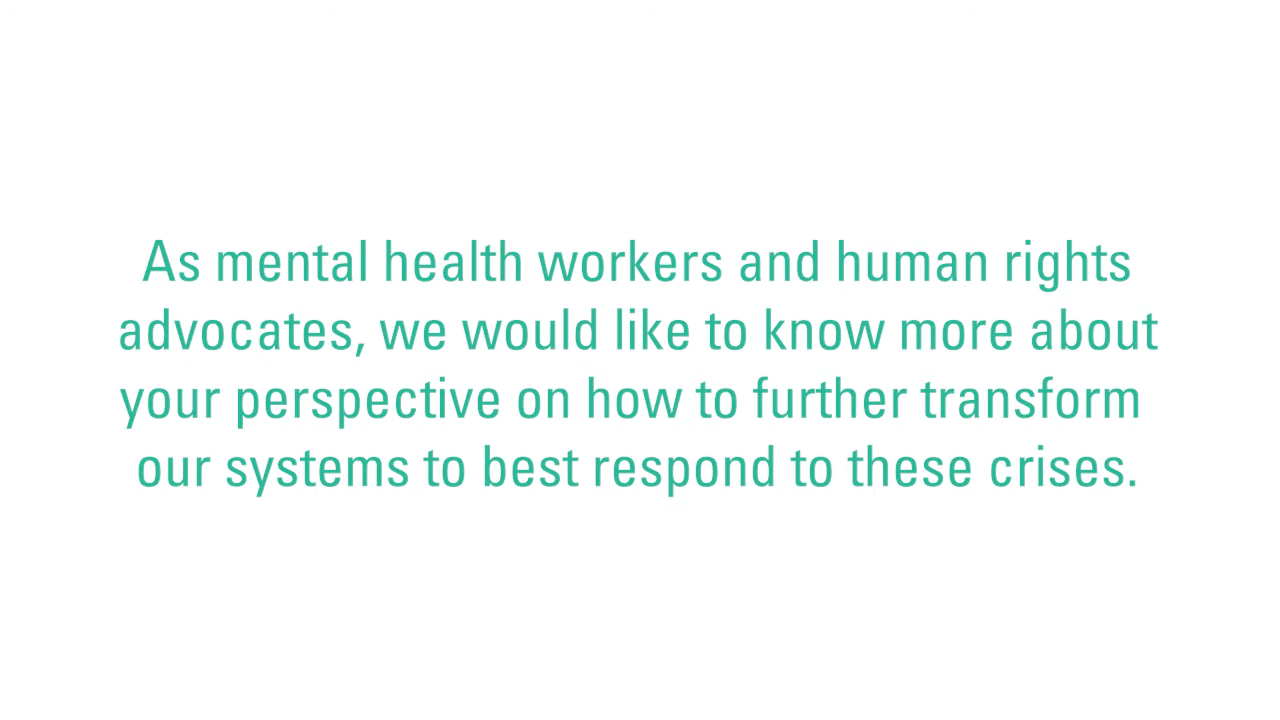 As mental health workers and human rights
advocates, we would like to know more about
your perspective on how to further transform
our systems to best respond to these crises.